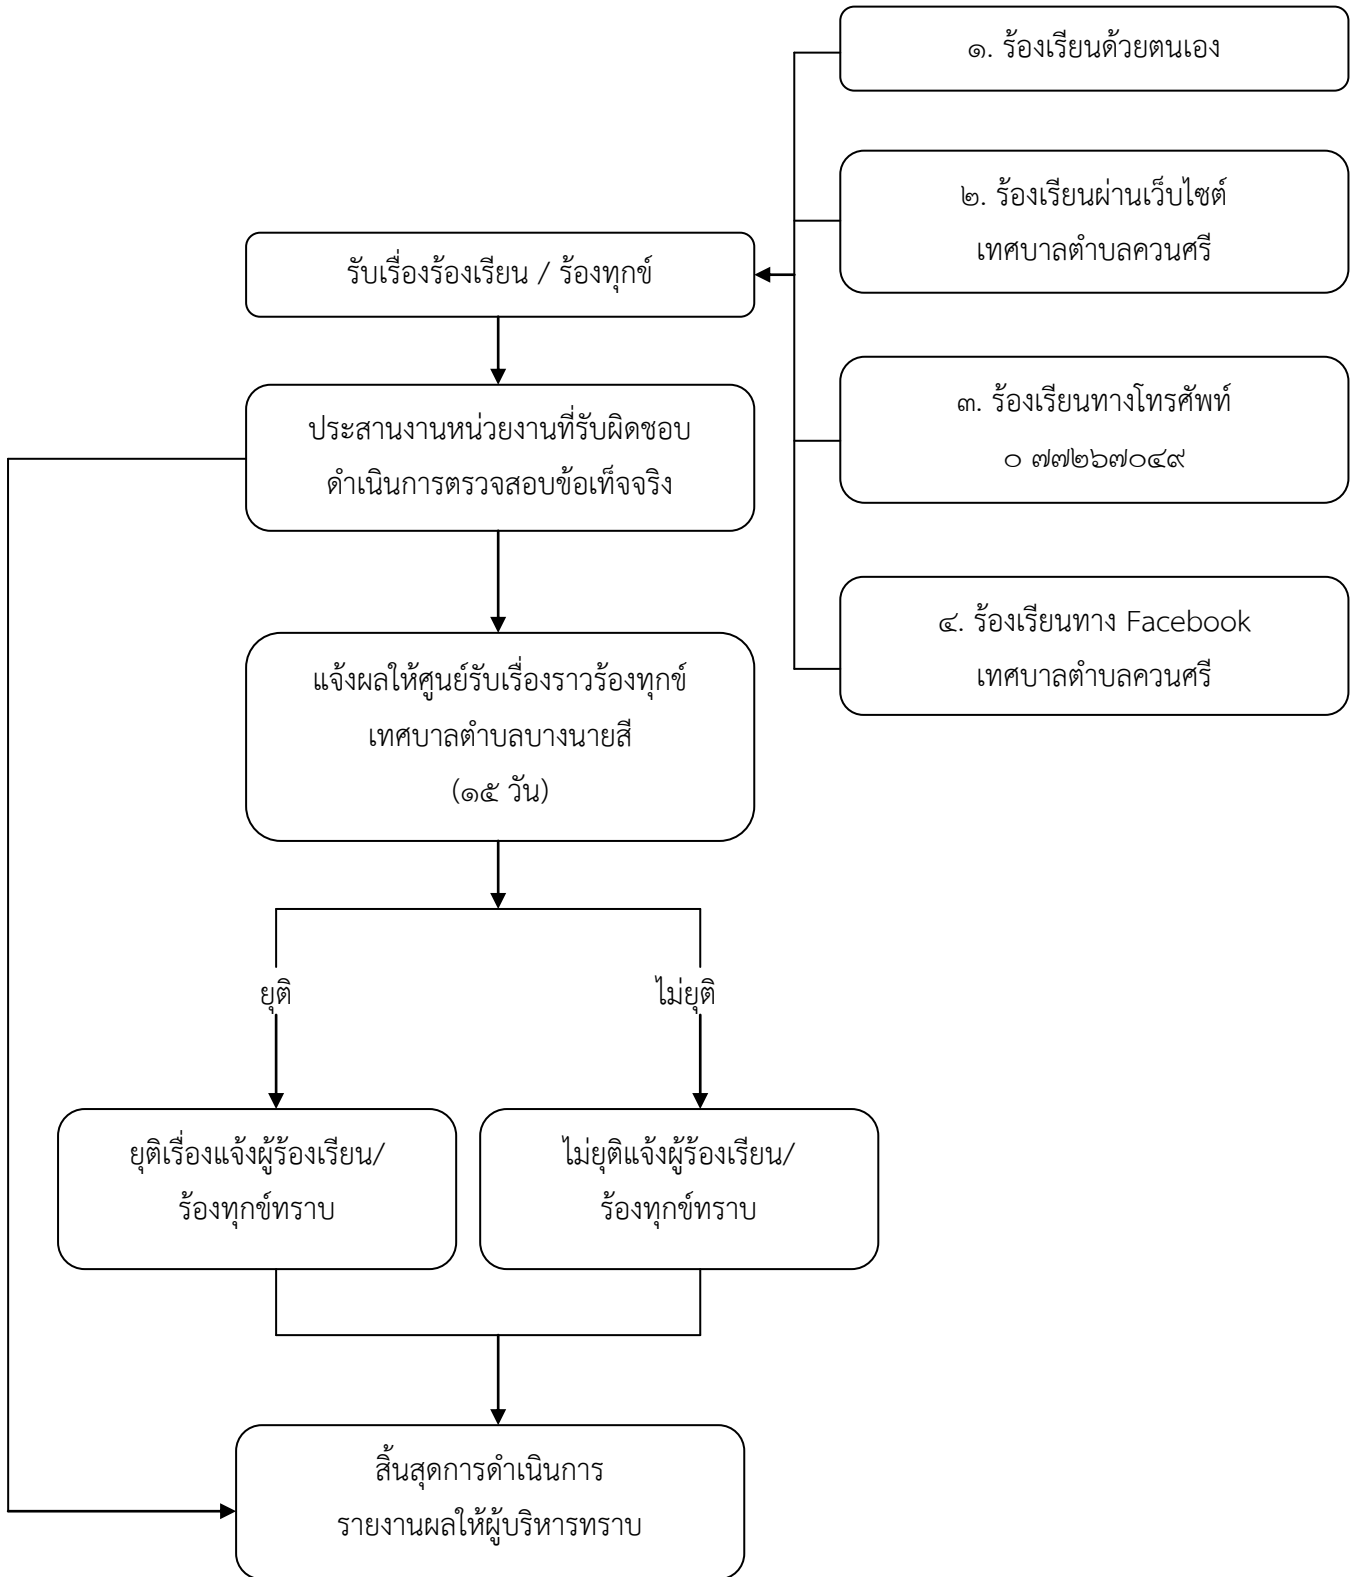 ๑. ร้องเรียนด้วยตนเอง
๒. ร้องเรียนผ่านเว็บไซต์
เทศบาลตำบลควนศรี
รับเรื่องร้องเรียน / ร้องทุกข์
๓. ร้องเรียนทางโทรศัพท์
๐ ๗๗๒๖๗๐๔๙
ประสานงานหน่วยงานที่รับผิดชอบ
ดำเนินการตรวจสอบข้อเท็จจริง
๔. ร้องเรียนทาง Facebook
เทศบาลตำบลควนศรี
แจ้งผลให้ศูนย์รับเรื่องราวร้องทุกข์
เทศบาลตำบลบางนายสี
(๑๕ วัน)
ยุติ
ไม่ยุติ
ยุติเรื่องแจ้งผู้ร้องเรียน/
ร้องทุกข์ทราบ
ไม่ยุติแจ้งผู้ร้องเรียน/
ร้องทุกข์ทราบ
สิ้นสุดการดำเนินการ
รายงานผลให้ผู้บริหารทราบ